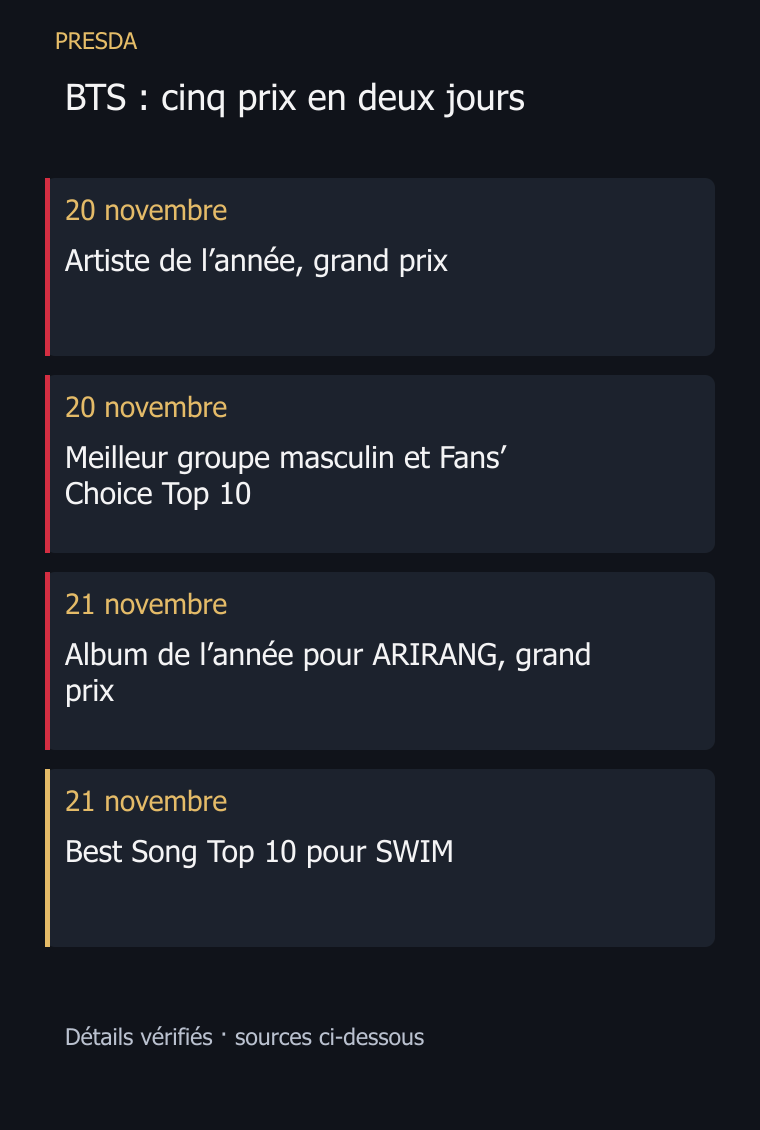 PRESDA
BTS : cinq prix en deux jours
20 novembre
Artiste de l’année, grand prix
20 novembre
Meilleur groupe masculin et Fans’
Choice Top 10
21 novembre
Album de l’année pour ARIRANG, grand
prix
21 novembre
Best Song Top 10 pour SWIM
Détails vérifiés · sources ci-dessous